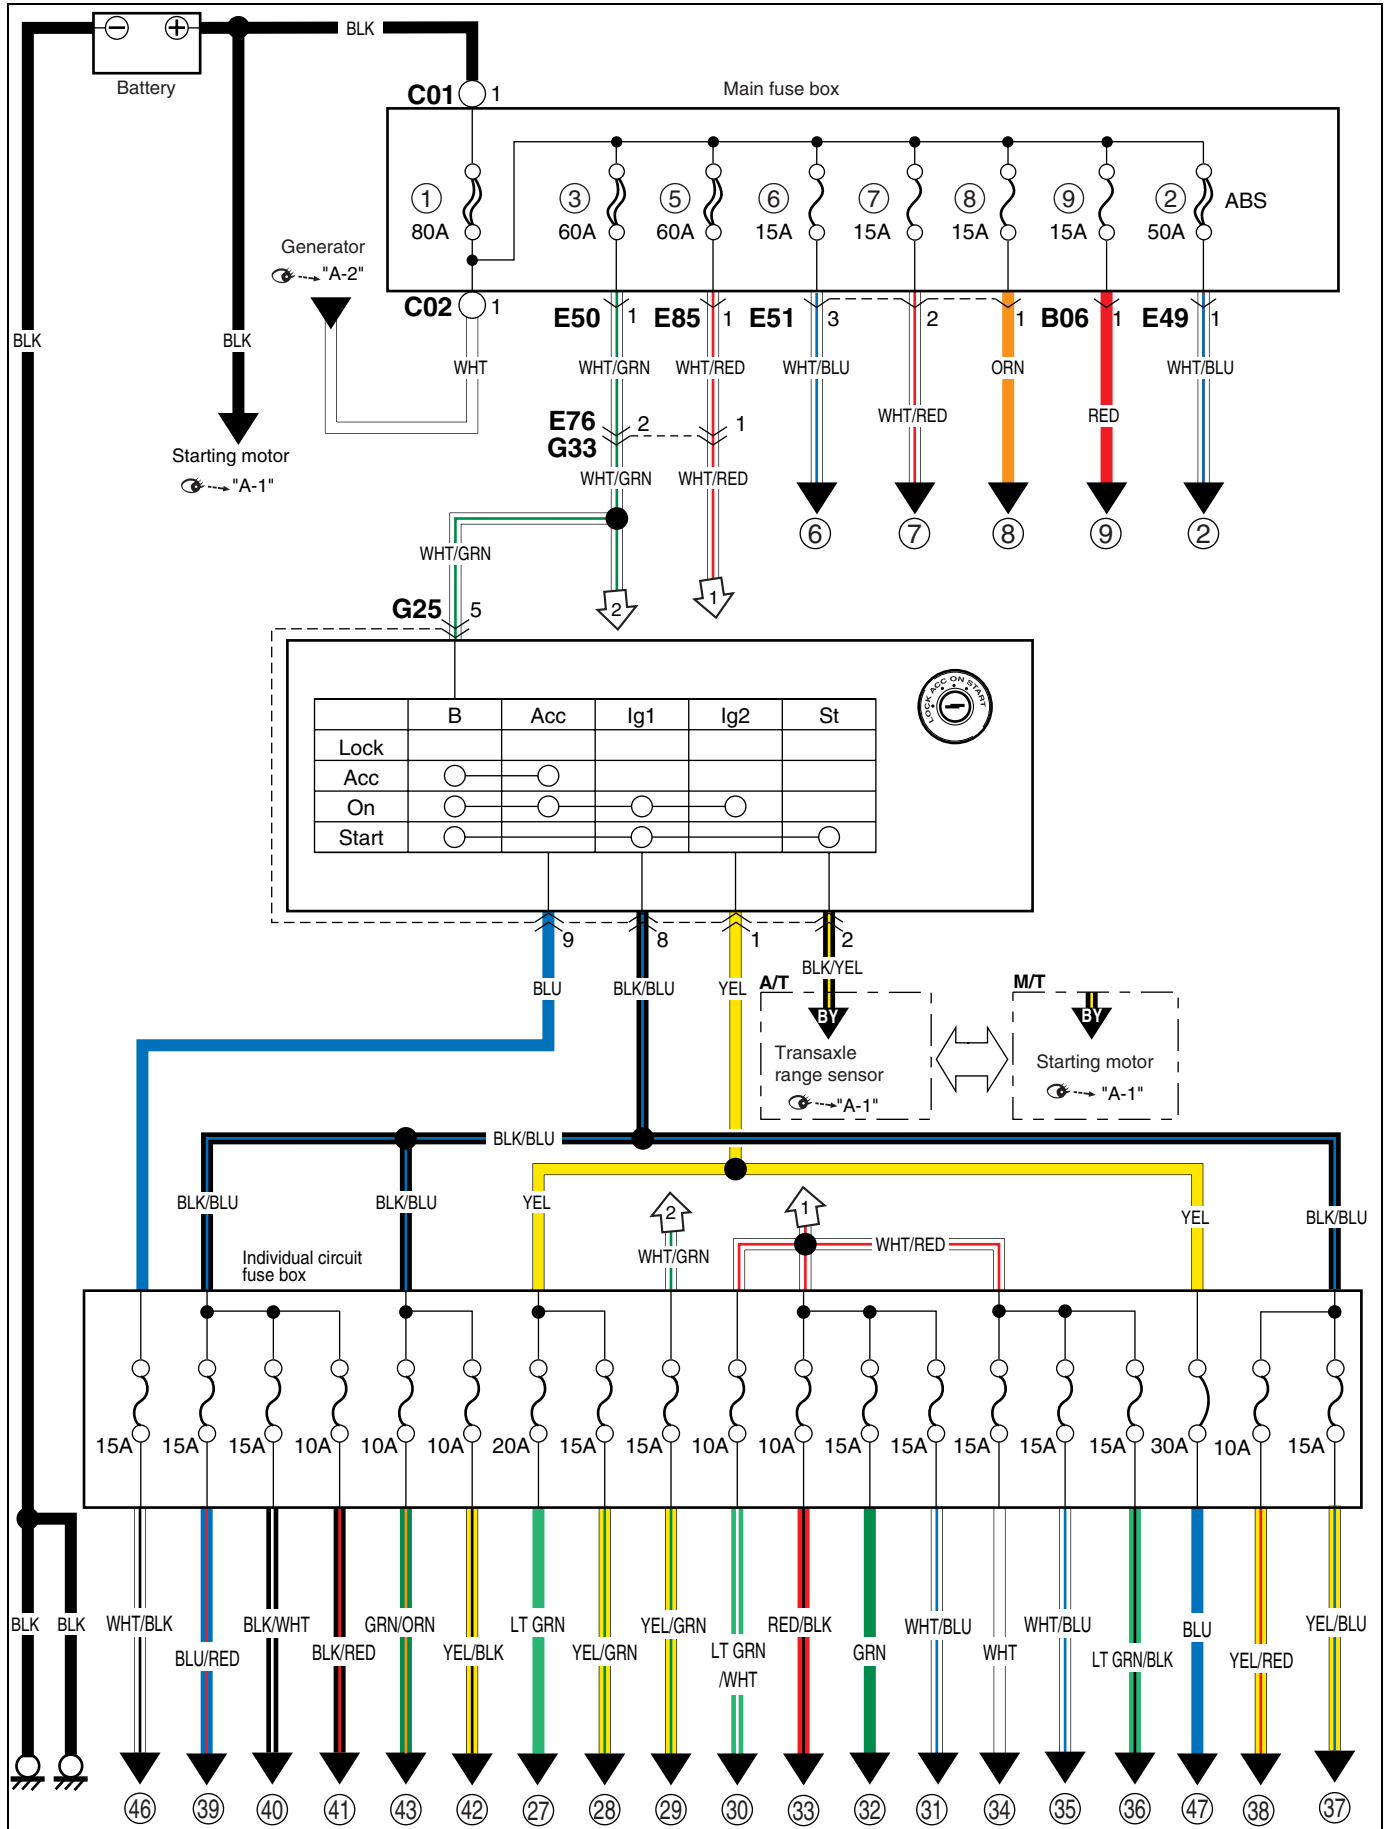 BLK
Battery
C01 1
Main fuse box
1 3 5 6 7 8 9 2 ABS
80A 60A 60A 15A 15A 15A 15A 50A
Generator
"A-2"
C02 1
E50 1 E85 1 E51 3 2 1 B06 1 E49 1
BLK BLK WHT WHT/GRN WHT/RED WHT/BLU ORN WHT/BLU
WHT/RED RED
E76 2 1
G33
Starting motor
"A-1"
WHT/GRN WHT/RED
6 7 8 9 2
WHT/GRN
2 1
G25 5
LOCK ACC ON START
B Acc Ig1 Ig2 St
Lock
Acc
On
Start
9 8 1 2
BLK/YEL
BLU BLK/BLU YEL A/T M/T
BY BY
Transaxle
range sensor
"A-1"
Starting motor
"A-1"
BLK/BLU
BLK/BLU BLK/BLU YEL 2 1 YEL BLK/BLU
WHT/GRN WHT/RED
Individual circuit
fuse box
15A 15A 15A 10A 10A 10A 20A 15A 15A 10A 10A 15A 15A 15A 15A 15A 30A 10A 15A
BLK BLK WHT/BLK BLK/WHT GRN/ORN LT GRN YEL/GRN RED/BLK WHT/BLU WHT/BLU BLU YEL/BLU
BLU/RED BLK/RED YEL/BLK YEL/GRN LT GRN GRN WHT LT GRN/BLK YEL/RED
/WHT
46 39 40 41 43 42 27 28 29 30 33 32 31 34 35 36 47 38 37